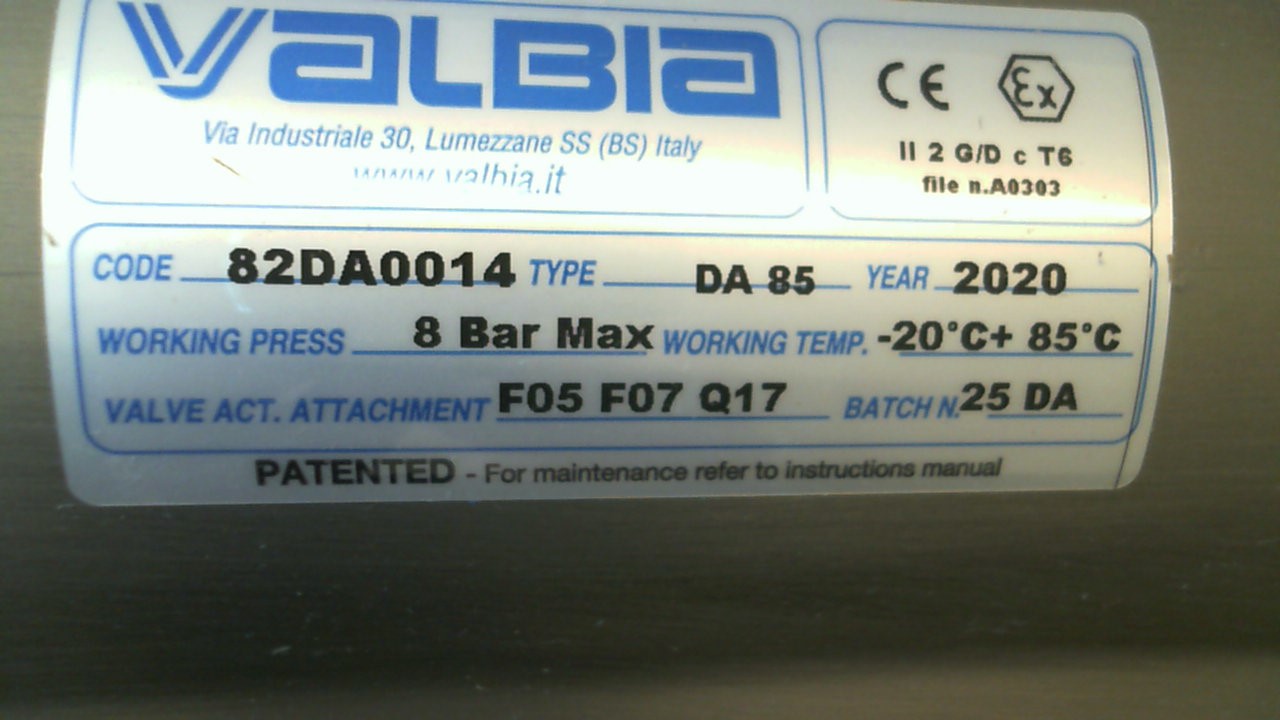 VALBIA
Via Industriale 30, Lumezzane SS (BS) Italy
www.valbia.it
CE Ex
II 2 G/D c T6
file n.A0303
CODE 82DA0014 TYPE DA 85 YEAR 2020
WORKING PRESS 8 Bar Max WORKING TEMP. -20°C+ 85°C
VALVE ACT. ATTACHMENT F05 F07 Q17 BATCH N. 25 DA
PATENTED - For maintenance refer to instructions manual